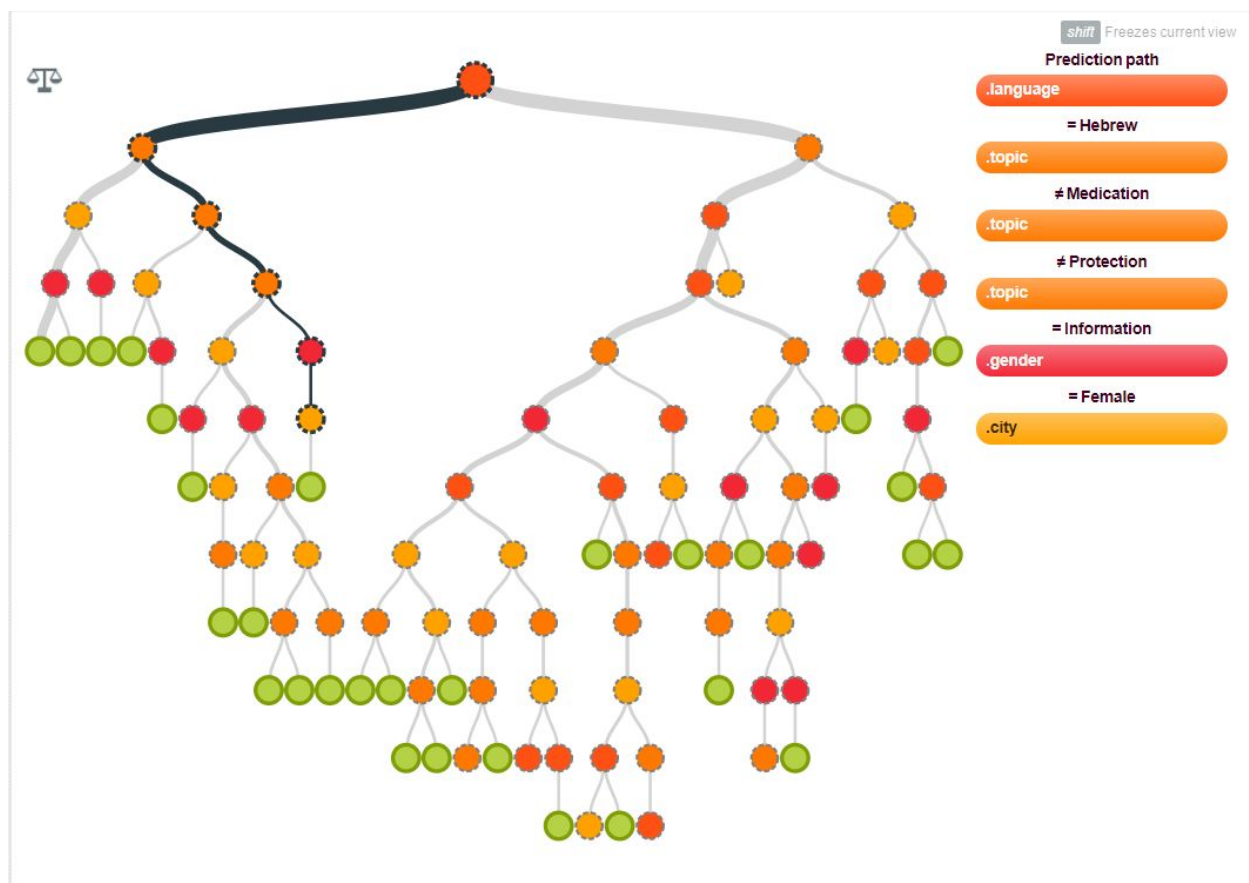 shift Freezes current view
Prediction path
.language
= Hebrew
.topic
≠ Medication
.topic
≠ Protection
.topic
= Information
.gender
= Female
.city